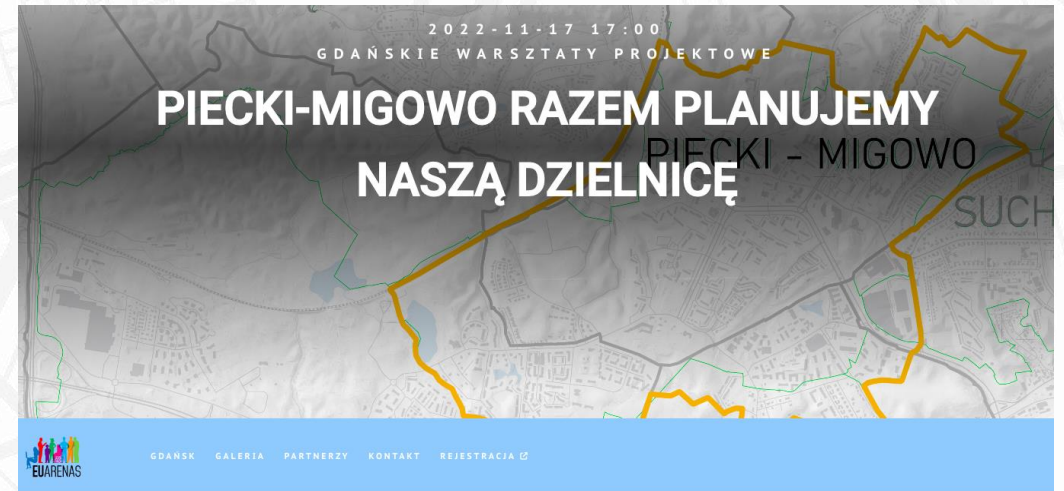 2022-11-17 17:00
GDAŃSKIE WARSZTATY PROJEKTOWE
PIECKI-MIGOWO RAZEM PLANUJEMY
NASZĄ DZIELNICĘ
PIECKI - MIGOWO
SUCH
EUARENAS
GDAŃSK GALERIA PARTNERZY KONTAKT REJESTRACJA